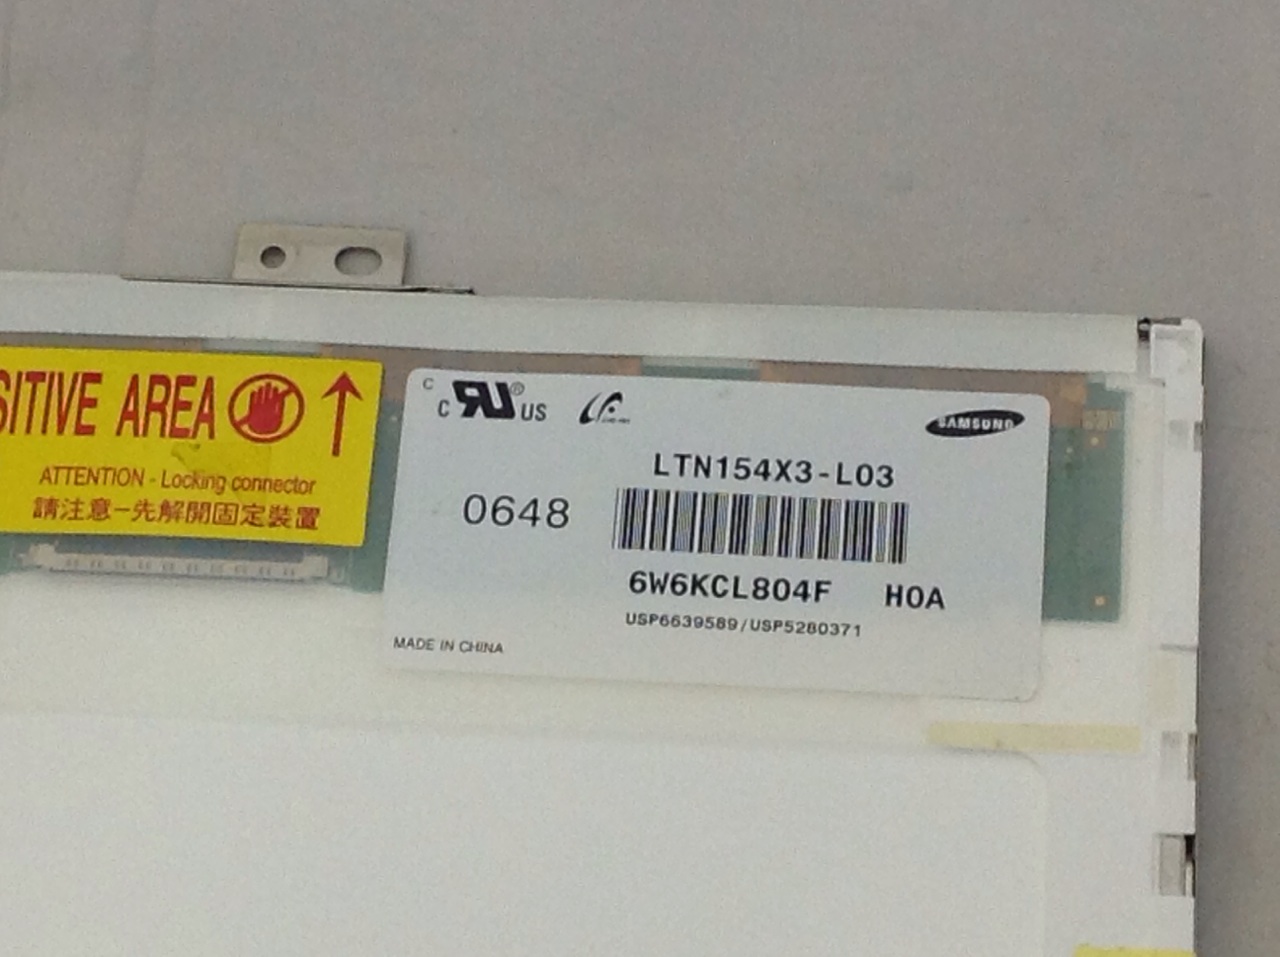 SITIVE AREA
ATTENTION - Locking connector
請注意-先解開固定裝置
C
C RU® US
SAMSUNG
LTN154X3-L03
0648
6W6KCL804F H0A
USP6639589/USP5280371
MADE IN CHINA